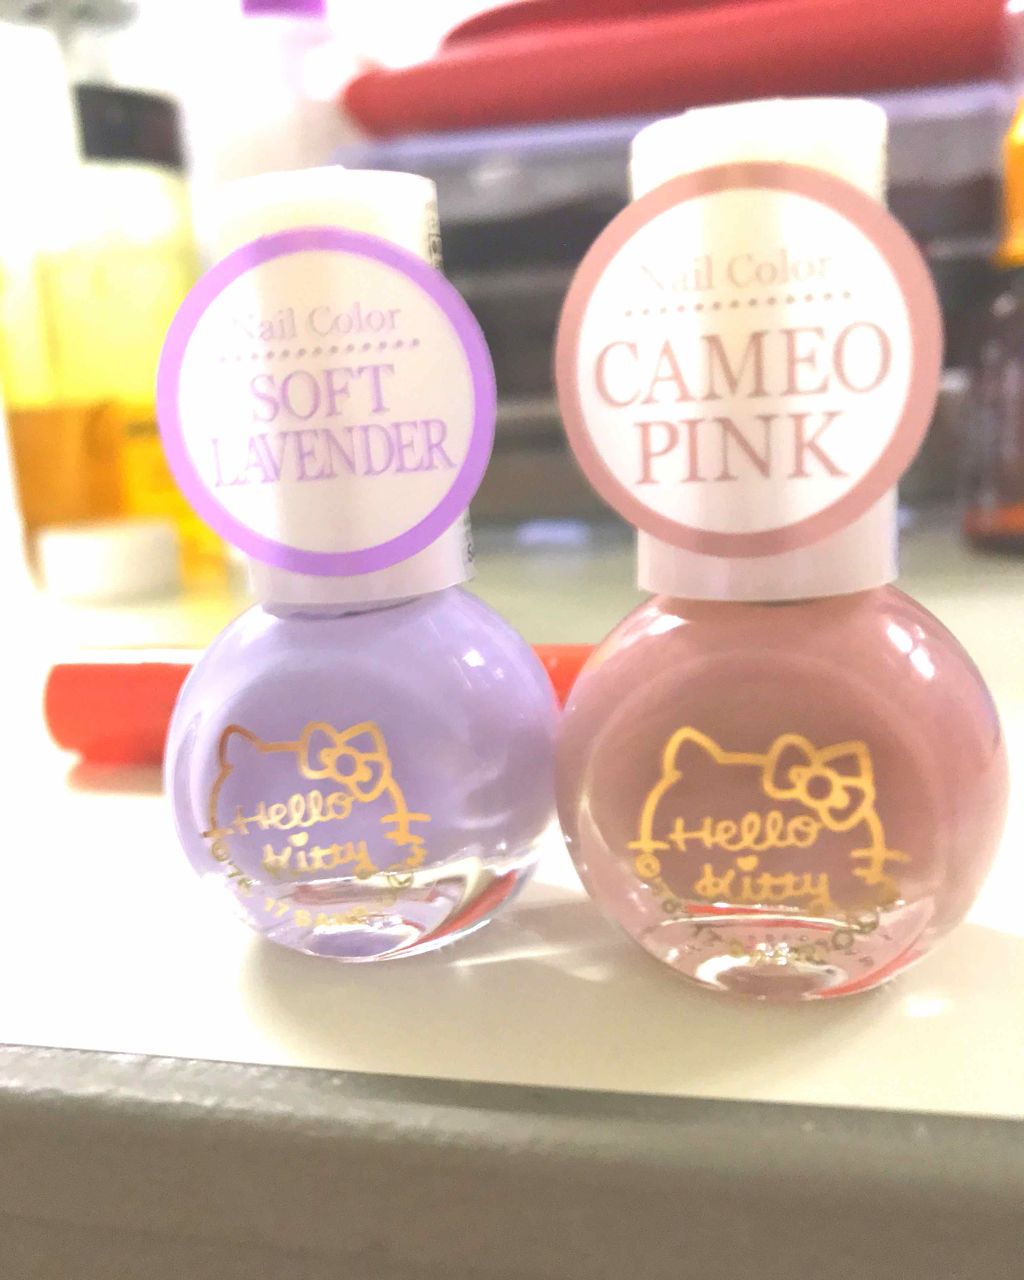 Nail Color
SOFT
LAVENDER
Hello
Kitty
Nail Color
CAMEO
PINK
Hello
Kitty